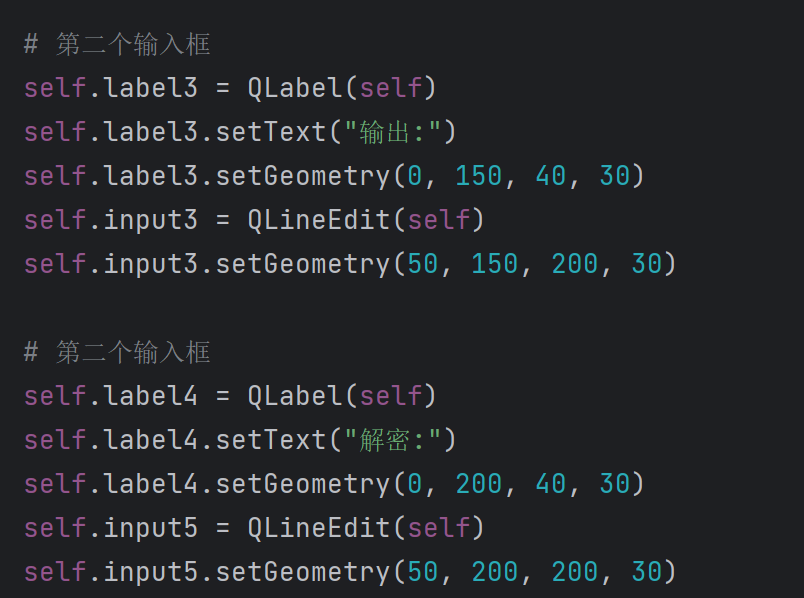 # 第二个输入框
self.label3 = QLabel(self)
self.label3.setText("输出:")
self.label3.setGeometry(0, 150, 40, 30)
self.input3 = QLineEdit(self)
self.input3.setGeometry(50, 150, 200, 30)
# 第二个输入框
self.label4 = QLabel(self)
self.label4.setText("解密:")
self.label4.setGeometry(0, 200, 40, 30)
self.input5 = QLineEdit(self)
self.input5.setGeometry(50, 200, 200, 30)